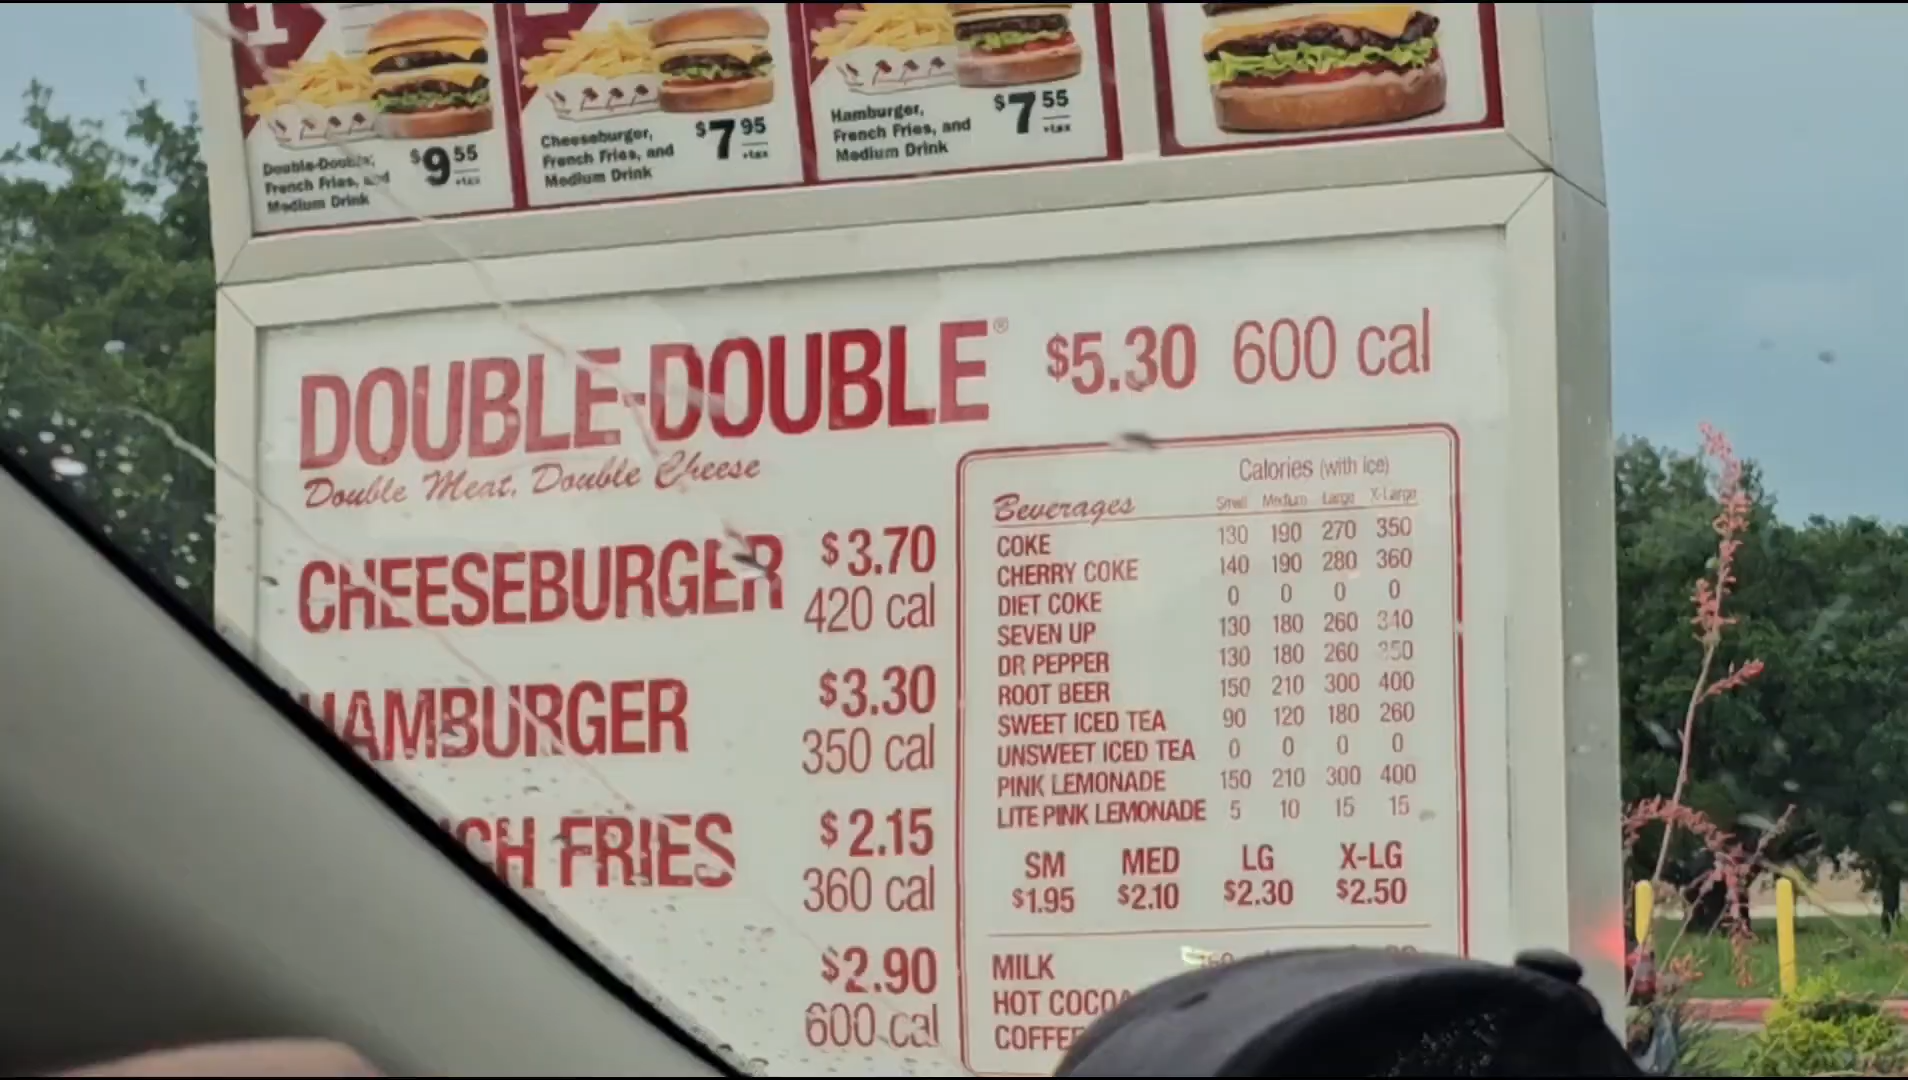 1
Double-Double,
French Fries, and
Medium Drink
$9 55
+tax
Cheeseburger,
French Fries, and
Medium Drink
$7 95
+tax
Hamburger,
French Fries, and
Medium Drink
$7 55
+tax
DOUBLE-DOUBLE® $5.30 600 cal
Double Meat, Double Cheese
CHEESEBURGER $3.70
420 cal
HAMBURGER $3.30
350 cal
CH FRIES $2.15
360 cal
$2.90
600 cal
Calories (with ice)
Beverages Small Medium Large X-Large
COKE 130 190 270 350
CHERRY COKE 140 190 280 360
DIET COKE 0 0 0 0
SEVEN UP 130 180 260 340
DR PEPPER 130 180 260 350
ROOT BEER 150 210 300 400
SWEET ICED TEA 90 120 180 260
UNSWEET ICED TEA 0 0 0 0
PINK LEMONADE 150 210 300 400
LITE PINK LEMONADE 5 10 15 15
SM MED LG X-LG
$1.95 $2.10 $2.30 $2.50
MILK
HOT COCOA
COFFEE